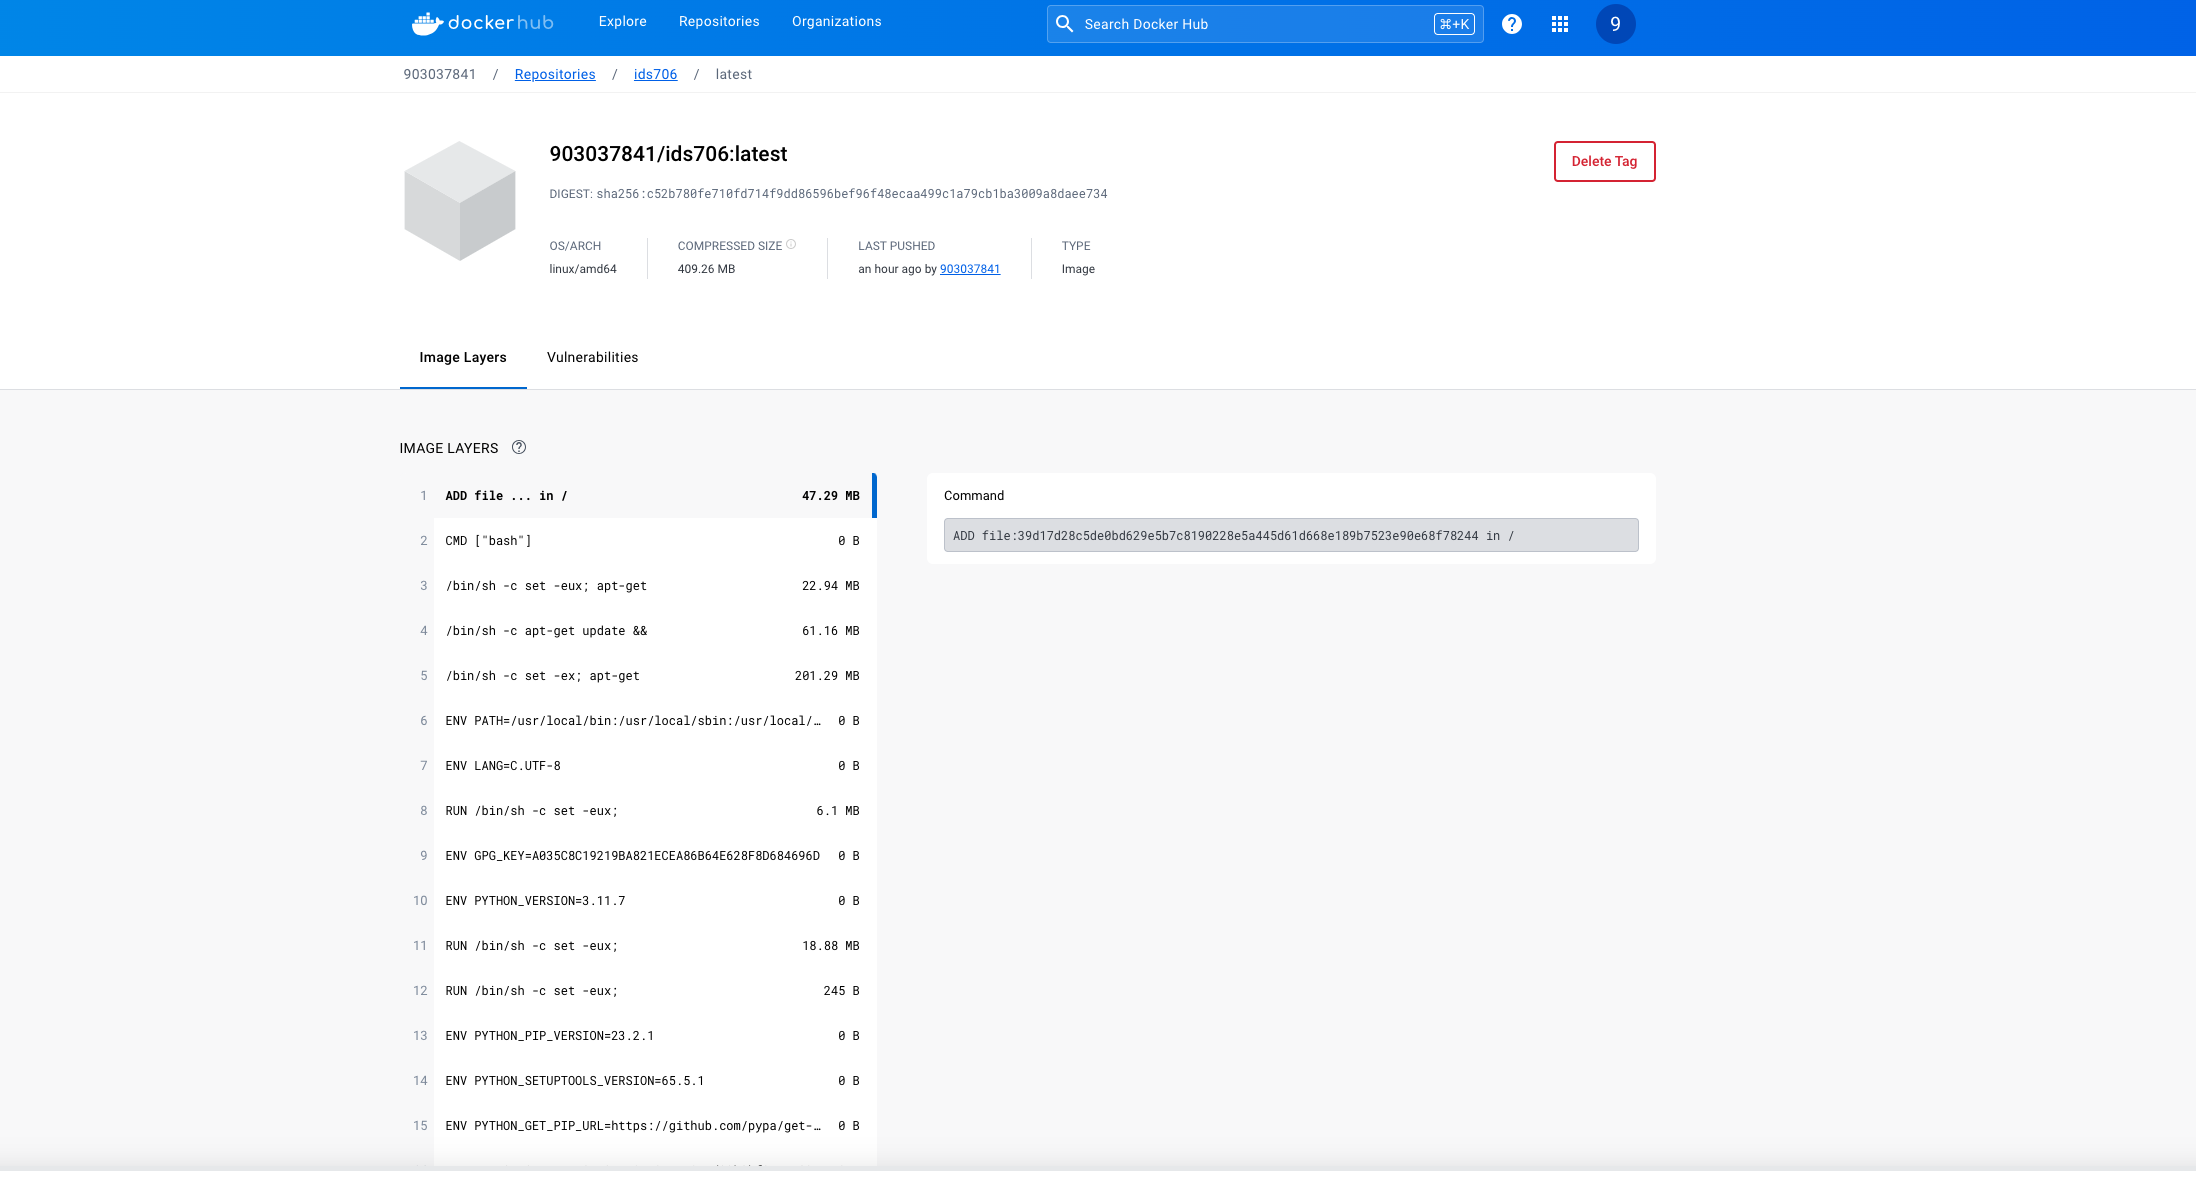 dockerhub
Explore
Repositories
Organizations
Search Docker Hub
⌘+K
?
9
903037841 / Repositories / ids706 / latest
903037841/ids706:latest
Delete Tag
DIGEST: sha256:c52b780fe710fd714f9dd86596bef96f48ecaa499c1a79cb1ba3009a8daee734
OS/ARCH
linux/amd64
COMPRESSED SIZE
409.26 MB
LAST PUSHED
an hour ago by 903037841
TYPE
Image
Image Layers
Vulnerabilities
IMAGE LAYERS ?
1 ADD file ... in / 47.29 MB
2 CMD ["bash"] 0 B
3 /bin/sh -c set -eux; apt-get 22.94 MB
4 /bin/sh -c apt-get update && 61.16 MB
5 /bin/sh -c set -ex; apt-get 201.29 MB
6 ENV PATH=/usr/local/bin:/usr/local/sbin:/usr/local/… 0 B
7 ENV LANG=C.UTF-8 0 B
8 RUN /bin/sh -c set -eux; 6.1 MB
9 ENV GPG_KEY=A035C8C19219BA821ECEA86B64E628F8D684696D 0 B
10 ENV PYTHON_VERSION=3.11.7 0 B
11 RUN /bin/sh -c set -eux; 18.88 MB
12 RUN /bin/sh -c set -eux; 245 B
13 ENV PYTHON_PIP_VERSION=23.2.1 0 B
14 ENV PYTHON_SETUPTOOLS_VERSION=65.5.1 0 B
15 ENV PYTHON_GET_PIP_URL=https://github.com/pypa/get-… 0 B
Command
ADD file:39d17d28c5de0bd629e5b7c8190228e5a445d61d668e189b7523e90e68f78244 in /